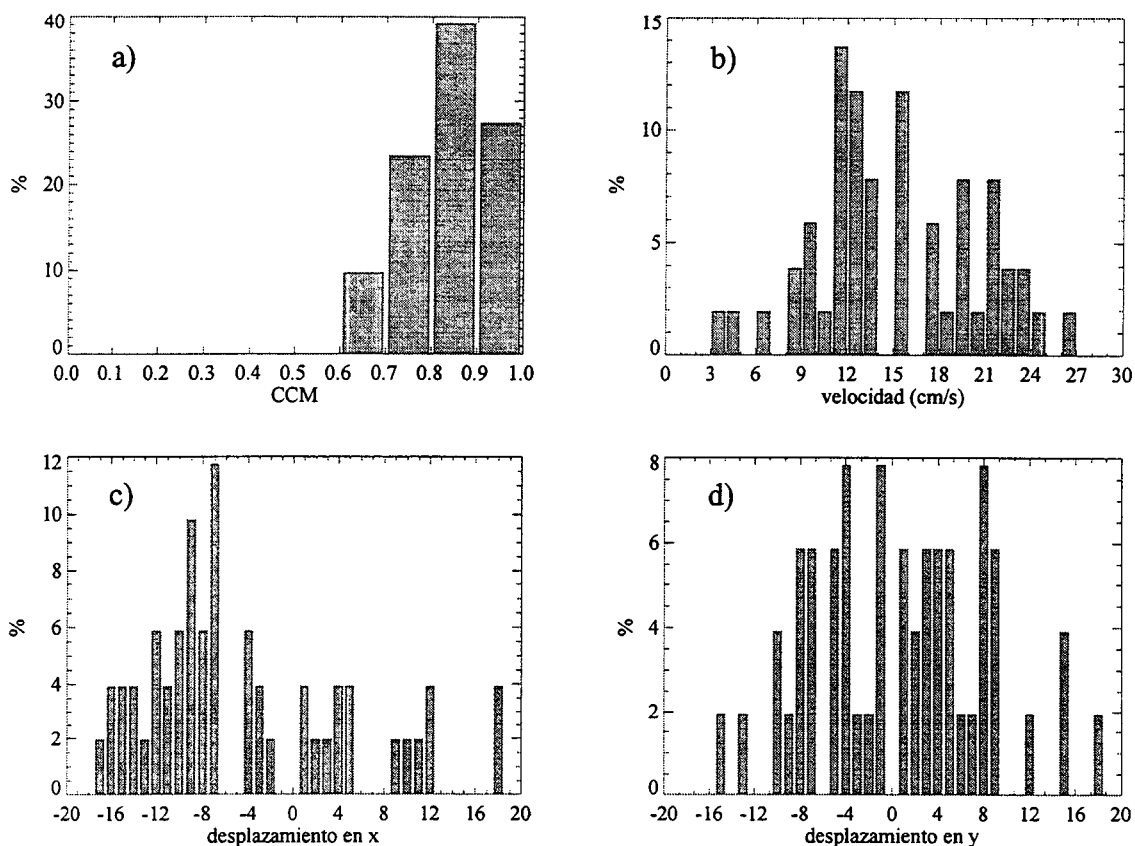 a)
40
30
20
10
0
%
0.0 0.1 0.2 0.3 0.4 0.5 0.6 0.7 0.8 0.9 1.0
CCM
b)
15
10
5
0
%
0 3 6 9 12 15 18 21 24 27 30
velocidad (cm/s)
c)
12
10
8
6
4
2
0
%
-20 -16 -12 -8 -4 0 4 8 12 16 20
desplazamiento en x
d)
8
6
4
2
0
%
-20 -16 -12 -8 -4 0 4 8 12 16 20
desplazamiento en y